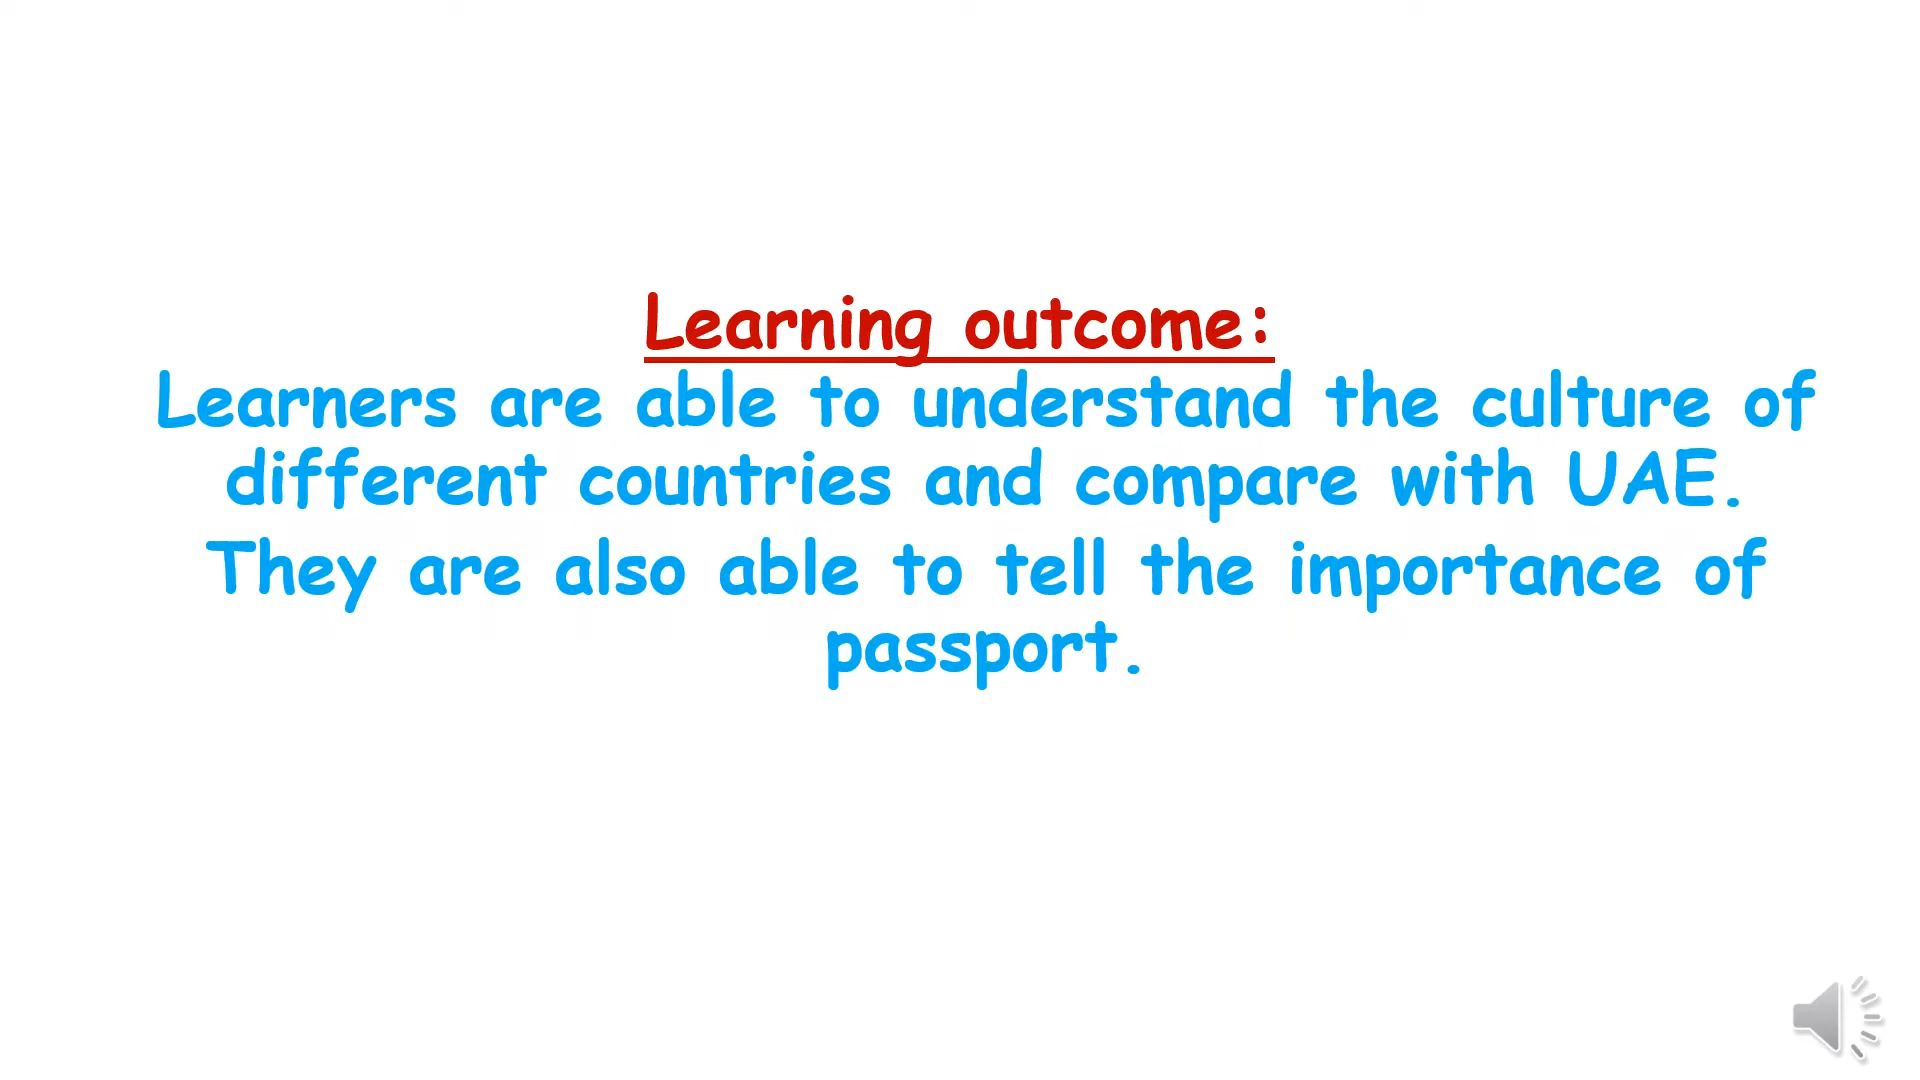 Learning outcome:
Learners are able to understand the culture of
different countries and compare with UAE.
They are also able to tell the importance of
passport.